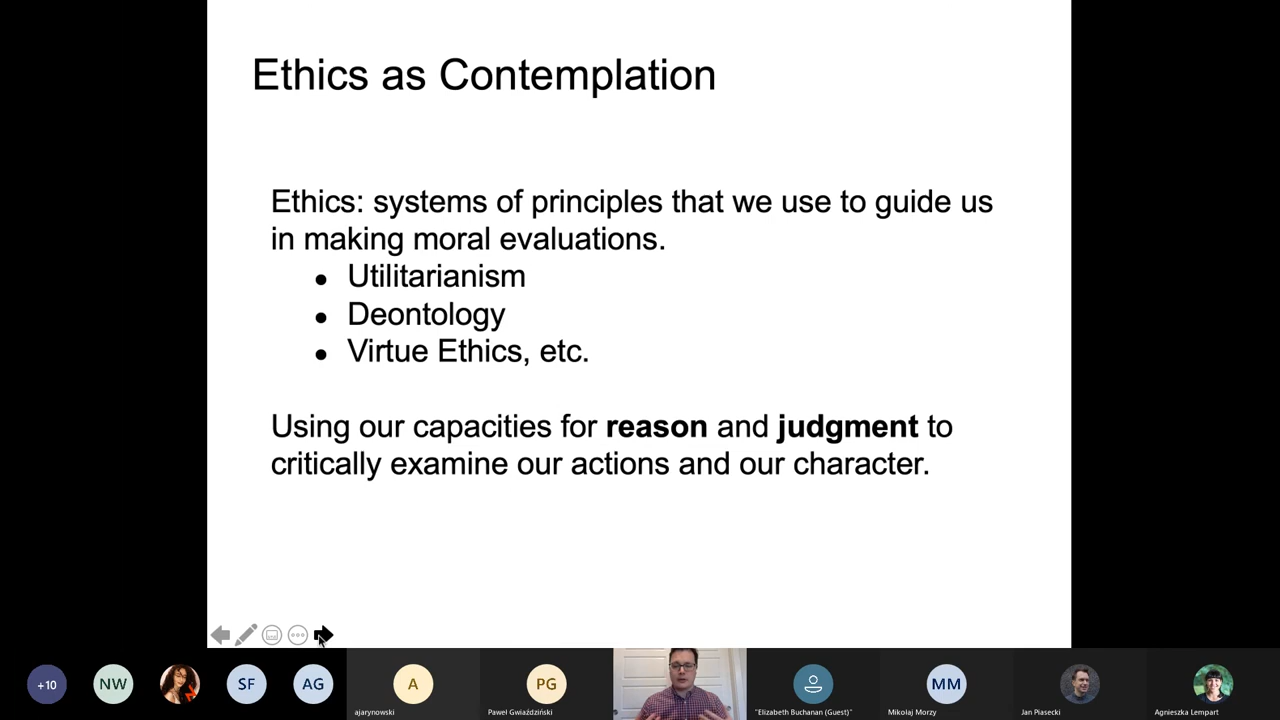 Ethics as Contemplation
Ethics: systems of principles that we use to guide us
in making moral evaluations.
● Utilitarianism
● Deontology
● Virtue Ethics, etc.
Using our capacities for reason and judgment to
critically examine our actions and our character.
+10
NW
SF
AG
A
PG
MM
ajarynowski
Paweł Gwiaździński
"Elizabeth Buchanan (Guest)"
Mikołaj Morzy
Jan Piasecki
Agnieszka Lempart